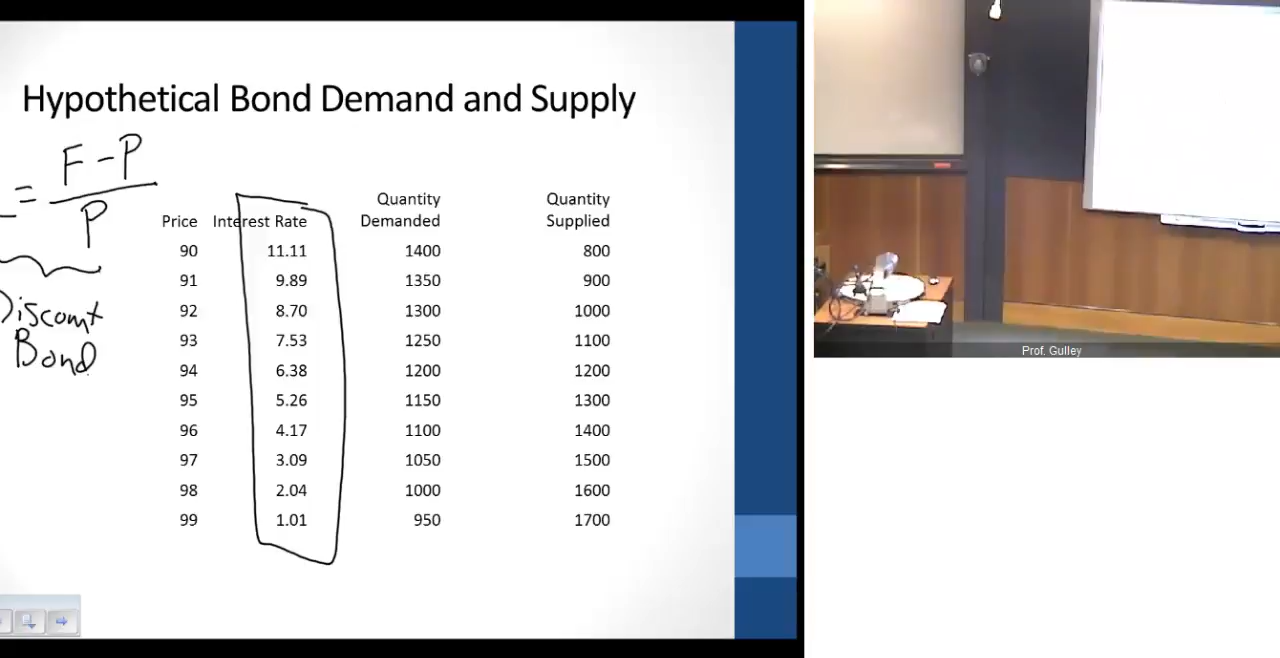 Hypothetical Bond Demand and Supply
= F - P
P
Discount
Bond
Price Interest Rate Quantity Demanded Quantity Supplied
90 11.11 1400 800
91 9.89 1350 900
92 8.70 1300 1000
93 7.53 1250 1100
94 6.38 1200 1200
95 5.26 1150 1300
96 4.17 1100 1400
97 3.09 1050 1500
98 2.04 1000 1600
99 1.01 950 1700
Prof. Gulley